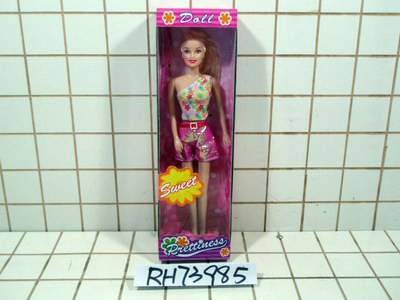 Doll
Sweet
Prettiness
RH73985